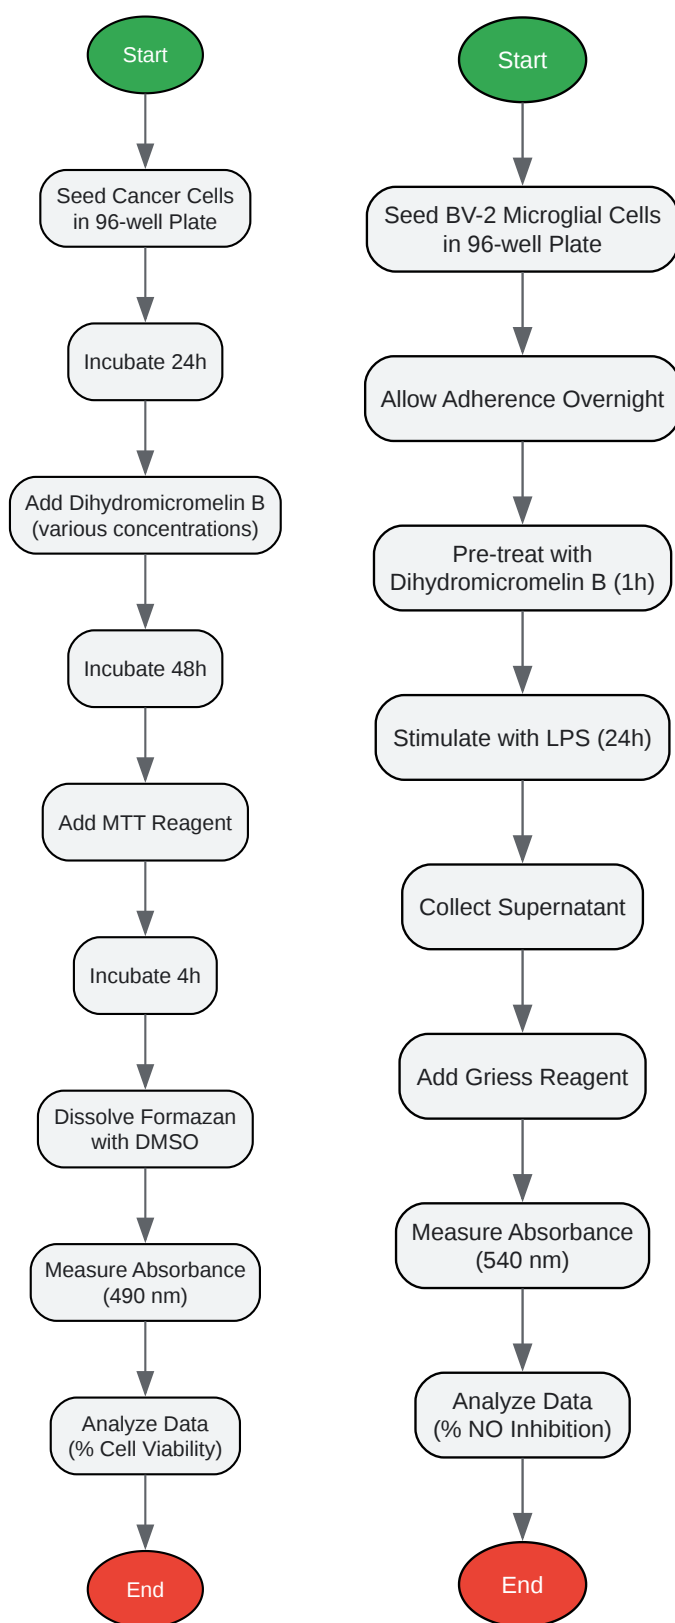 Start
Seed Cancer Cells
in 96-well Plate
Incubate 24h
Add Dihydromicromelin B
(various concentrations)
Incubate 48h
Add MTT Reagent
Incubate 4h
Dissolve Formazan
with DMSO
Measure Absorbance
(490 nm)
Analyze Data
(% Cell Viability)
End
Start
Seed BV-2 Microglial Cells
in 96-well Plate
Allow Adherence Overnight
Pre-treat with
Dihydromicromelin B (1h)
Stimulate with LPS (24h)
Collect Supernatant
Add Griess Reagent
Measure Absorbance
(540 nm)
Analyze Data
(% NO Inhibition)
End